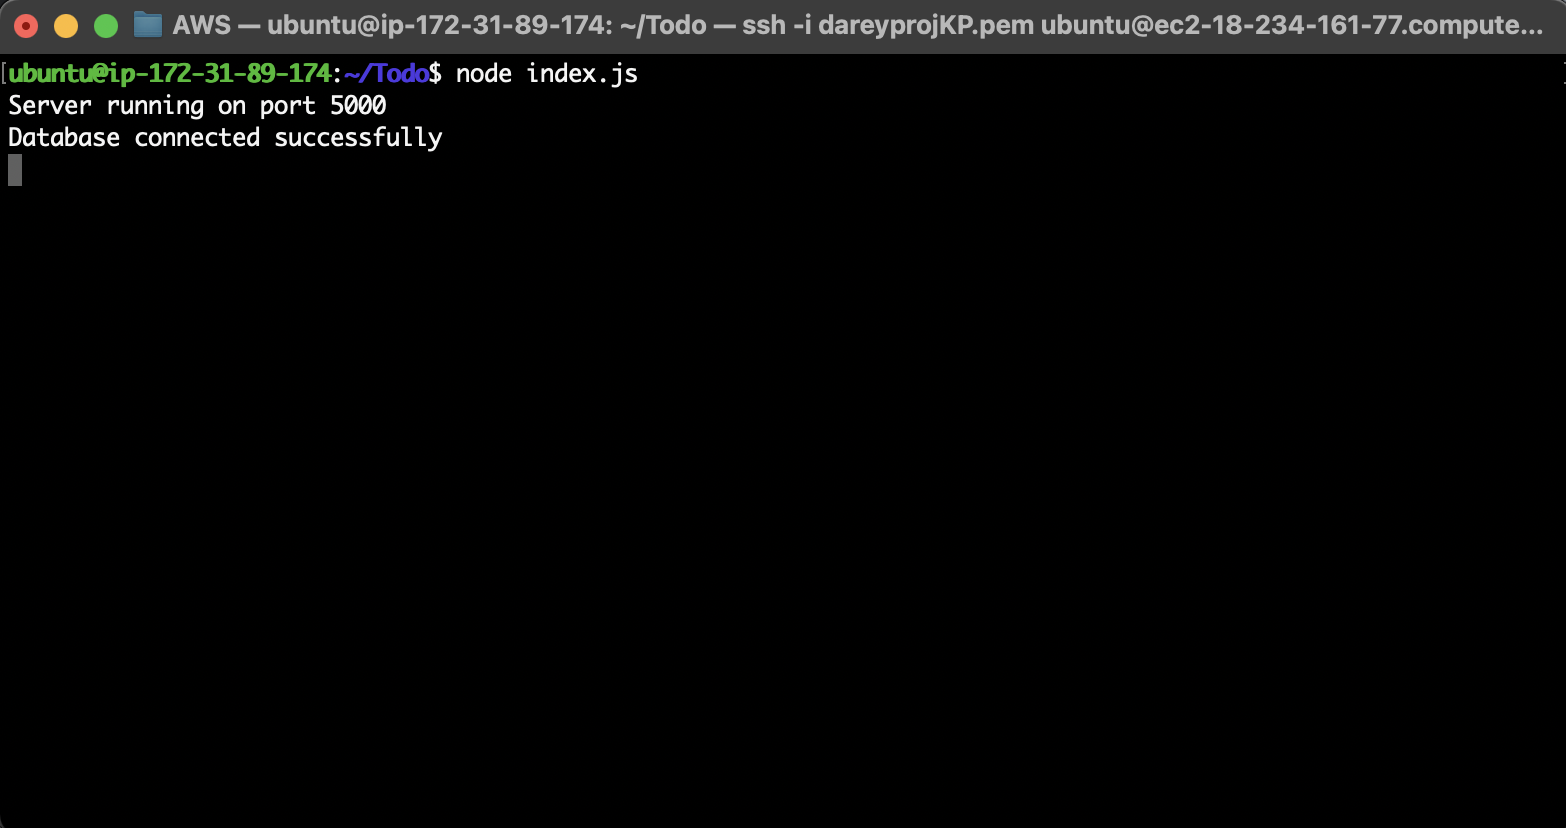 AWS — ubuntu@ip-172-31-89-174: ~/Todo — ssh -i dareyprojKP.pem ubuntu@ec2-18-234-161-77.compute...
[ubuntu@ip-172-31-89-174:~/Todo$ node index.js
Server running on port 5000
Database connected successfully